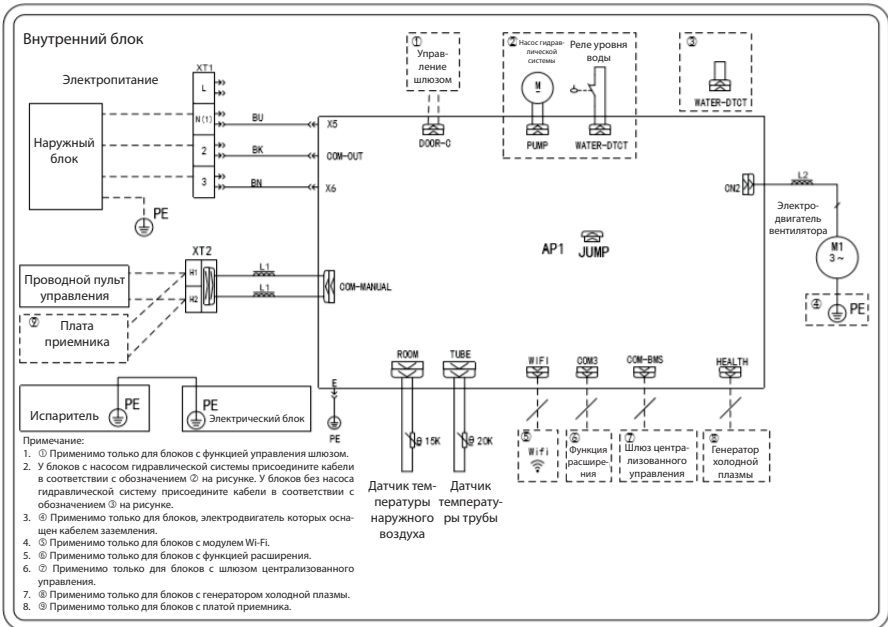 Внутренний блок
Электропитание
XT1
L
N(1)
2
3
Наружный
блок
PE
BU
BK
BN
X5
COM-OUT
X6
①
Управ-
ление
шлюзом
DOOR-C
②
Насос гидрав-
лической
системы
M
PUMP
Реле уровня
воды
WATER-DTCT
③
WATER-DTCT
CN2
L2
Электро-
двигатель
вентилятора
M1
3~
④
PE
AP1
JUMP
XT2
H1
H2
L1
L1
COM-MANUAL
Проводной пульт
управления
⑨
Плата
приемника
Испаритель
PE
PE
Электрический блок
E
PE
ROOM
TUBE
θ 15K
θ 20K
Датчик тем-
пературы
наружного
воздуха
Датчик
температу-
ры трубы
WIFI
COM3
COM-BMS
HEALTH
⑤
Wifi
⑥
Функция
расшире-
ния
⑦
Шлюз центра-
лизованного
управления
⑧
Генератор
холодной
плазмы
Примечание:
1. ① Применимо только для блоков с функцией управления шлюзом.
2. У блоков с насосом гидравлической системы присоедините кабели
в соответствии с обозначением ② на рисунке. У блоков без насоса
гидравлической систему присоедините кабели в соответствии с
обозначением ③ на рисунке.
3. ④ Применимо только для блоков, электродвигатель которых осна-
щен кабелем заземления.
4. ⑤ Применимо только для блоков с модулем Wi-Fi.
5. ⑥ Применимо только для блоков с функцией расширения.
6. ⑦ Применимо только для блоков с шлюзом централизованного
управления.
7. ⑧ Применимо только для блоков с генератором холодной плазмы.
8. ⑨ Применимо только для блоков с платой приемника.